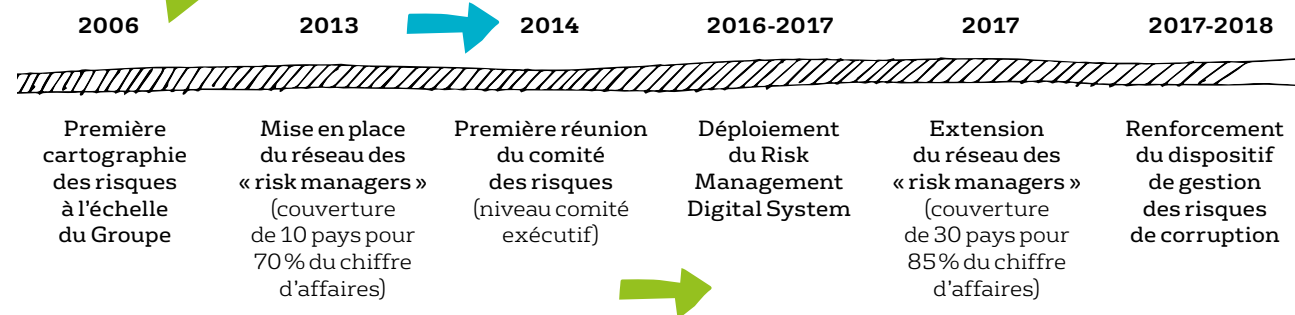 2006
Première
cartographie
des risques
à l’échelle
du Groupe
2013
Mise en place
du réseau des
« risk managers »
(couverture
de 10 pays pour
70 % du chiffre
d’affaires)
2014
Première réunion
du comité
des risques
(niveau comité
exécutif)
2016-2017
Déploiement
du Risk
Management
Digital System
2017
Extension
du réseau des
« risk managers »
(couverture
de 30 pays pour
85 % du chiffre
d’affaires)
2017-2018
Renforcement
du dispositif
de gestion
des risques
de corruption